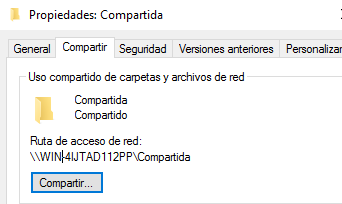 Propiedades: Compartida
General Compartir Seguridad Versiones anteriores Personalizar
Uso compartido de carpetas y archivos de red
Compartida
Compartido
Ruta de acceso de red:
\\WIN-4IJTAD112PP\Compartida
Compartir...